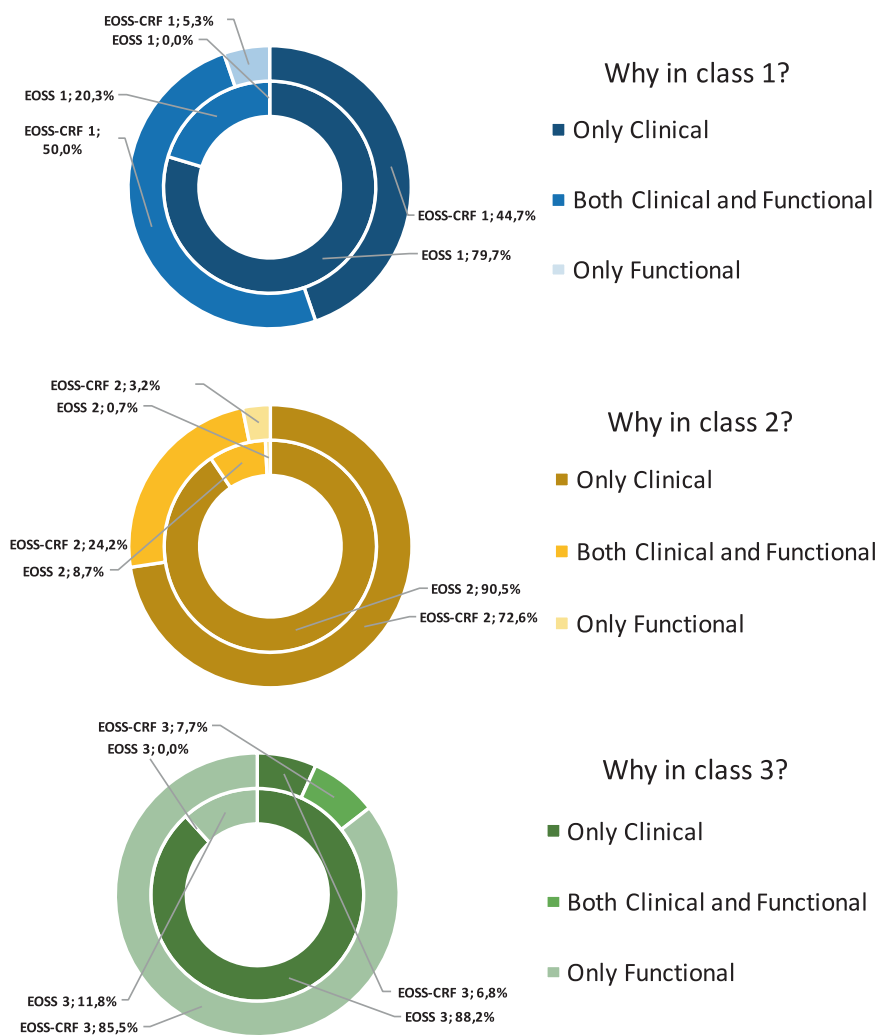 EOSS-CRF 1; 5,3%
EOSS 1; 0,0%
EOSS 1; 20,3%
EOSS-CRF 1;
50,0%
EOSS-CRF 1; 44,7%
EOSS 1; 79,7%
Why in class 1?
Only Clinical
Both Clinical and Functional
Only Functional
EOSS-CRF 2; 3,2%
EOSS 2; 0,7%
EOSS-CRF 2; 24,2%
EOSS 2; 8,7%
EOSS 2; 90,5%
EOSS-CRF 2; 72,6%
Why in class 2?
Only Clinical
Both Clinical and Functional
Only Functional
EOSS-CRF 3; 7,7%
EOSS 3; 0,0%
EOSS 3; 11,8%
EOSS-CRF 3; 85,5%
EOSS-CRF 3; 6,8%
EOSS 3; 88,2%
Why in class 3?
Only Clinical
Both Clinical and Functional
Only Functional